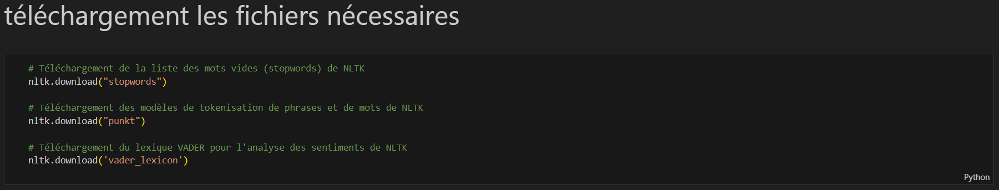 téléchargement les fichiers nécessaires
# Téléchargement de la liste des mots vides (stopwords) de NLTK
nltk.download("stopwords")
# Téléchargement des modèles de tokenisation de phrases et de mots de NLTK
nltk.download("punkt")
# Téléchargement du lexique VADER pour l'analyse des sentiments de NLTK
nltk.download('vader_lexicon')
Python